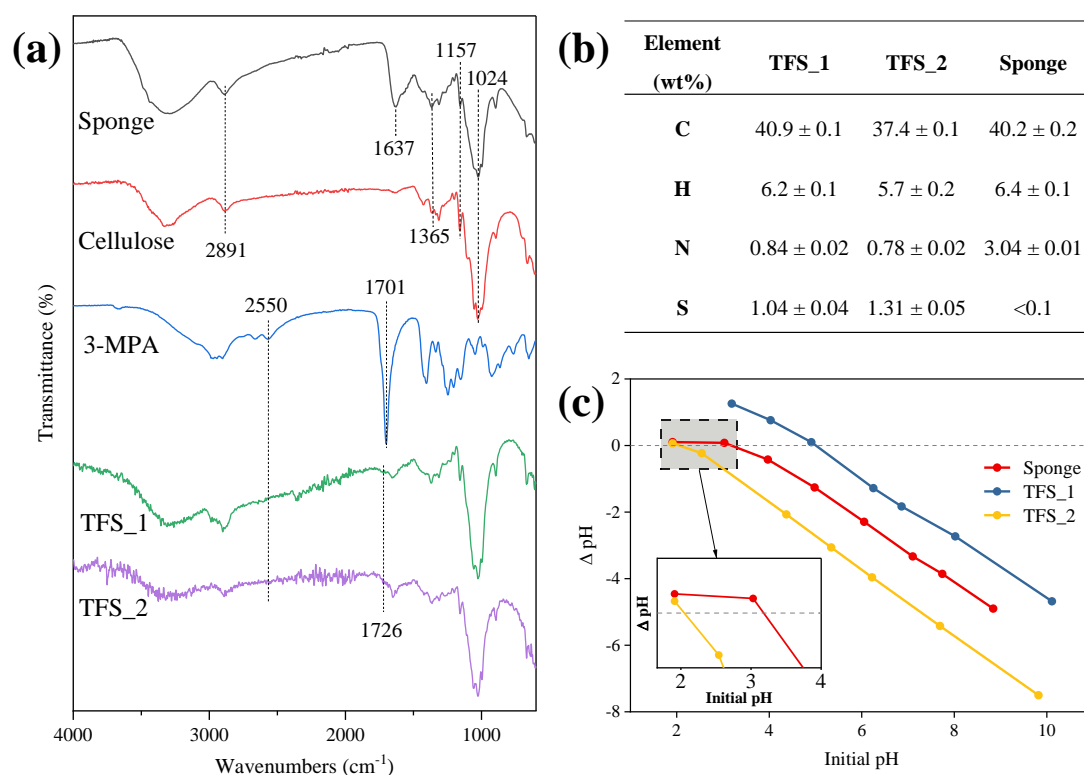 (a)
1157
1024
Sponge
1637
Cellulose
2891
1365
1701
2550
3-MPA
TFS_1
TFS_2
1726
Transmittance (%)
4000 3000 2000 1000
Wavenumbers (cm-1)
(b)
Element (wt%) TFS_1 TFS_2 Sponge
C 40.9 ± 0.1 37.4 ± 0.1 40.2 ± 0.2
H 6.2 ± 0.1 5.7 ± 0.2 6.4 ± 0.1
N 0.84 ± 0.02 0.78 ± 0.02 3.04 ± 0.01
S 1.04 ± 0.04 1.31 ± 0.05 <0.1
(c)
2
0
-2
-4
-6
-8
Δ pH
Sponge
TFS_1
TFS_2
Δ pH
2 3 4
Initial pH
2 4 6 8 10
Initial pH